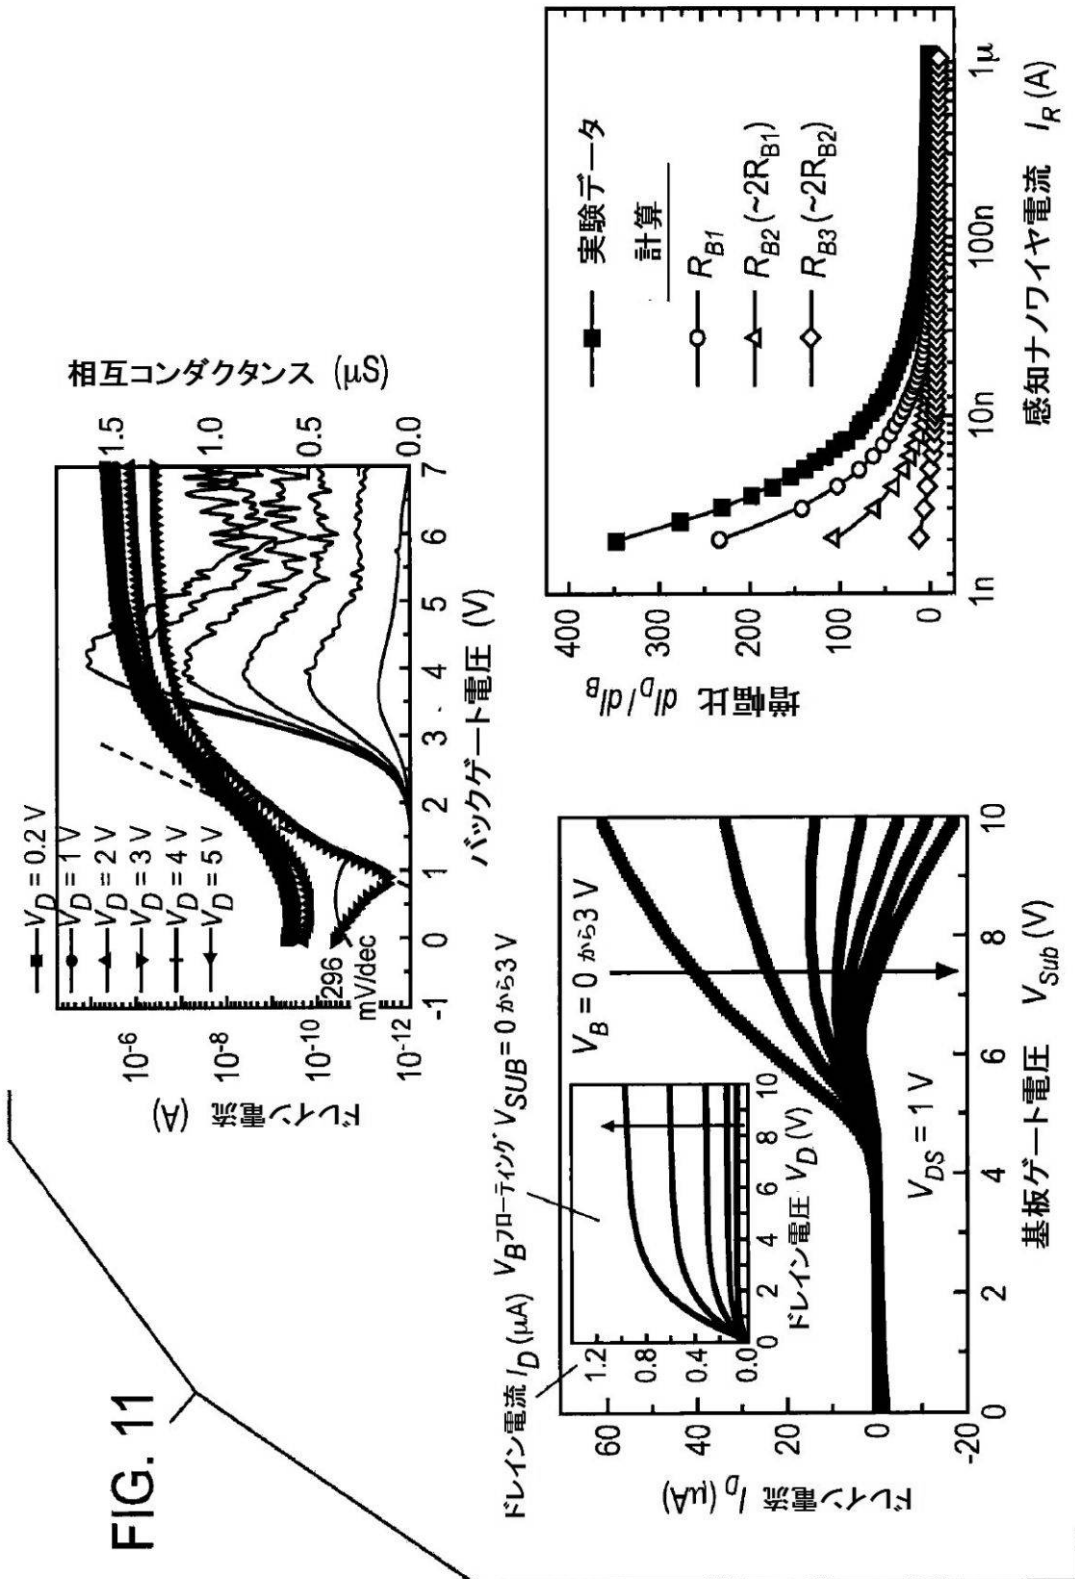 FIG. 11
V_D = 0.2 V
V_D = 1 V
V_D = 2 V
V_D = 3 V
V_D = 4 V
V_D = 5 V
ドレイン電流 (A)
10⁻⁶
10⁻⁸
10⁻¹⁰
10⁻¹²
296
mV/dec
-1 0 1 2 3 4 5 6 7
バックゲート電圧 (V)
1.5
1.0
0.5
0.0
相互コンダクタンス (μS)
ドレイン電流 I_D (μA)
V_Bフローティング V_SUB = 0 から 3 V
1.2
0.8
0.4
0.0
0 2 4 6 8 10
ドレイン電圧 V_D (V)
V_B = 0 から 3 V
V_DS = 1 V
ドレイン電流 I_D (μA)
60
40
20
0
-20
0 2 4 6 8 10
基板ゲート電圧 V_Sub (V)
増幅比 dI_D/dI_B
400
300
200
100
0
実験データ
計算
R_B1
R_B2 (~2R_B1)
R_B3 (~2R_B2)
1n 10n 100n 1μ
感知ナノワイヤ電流 I_R (A)